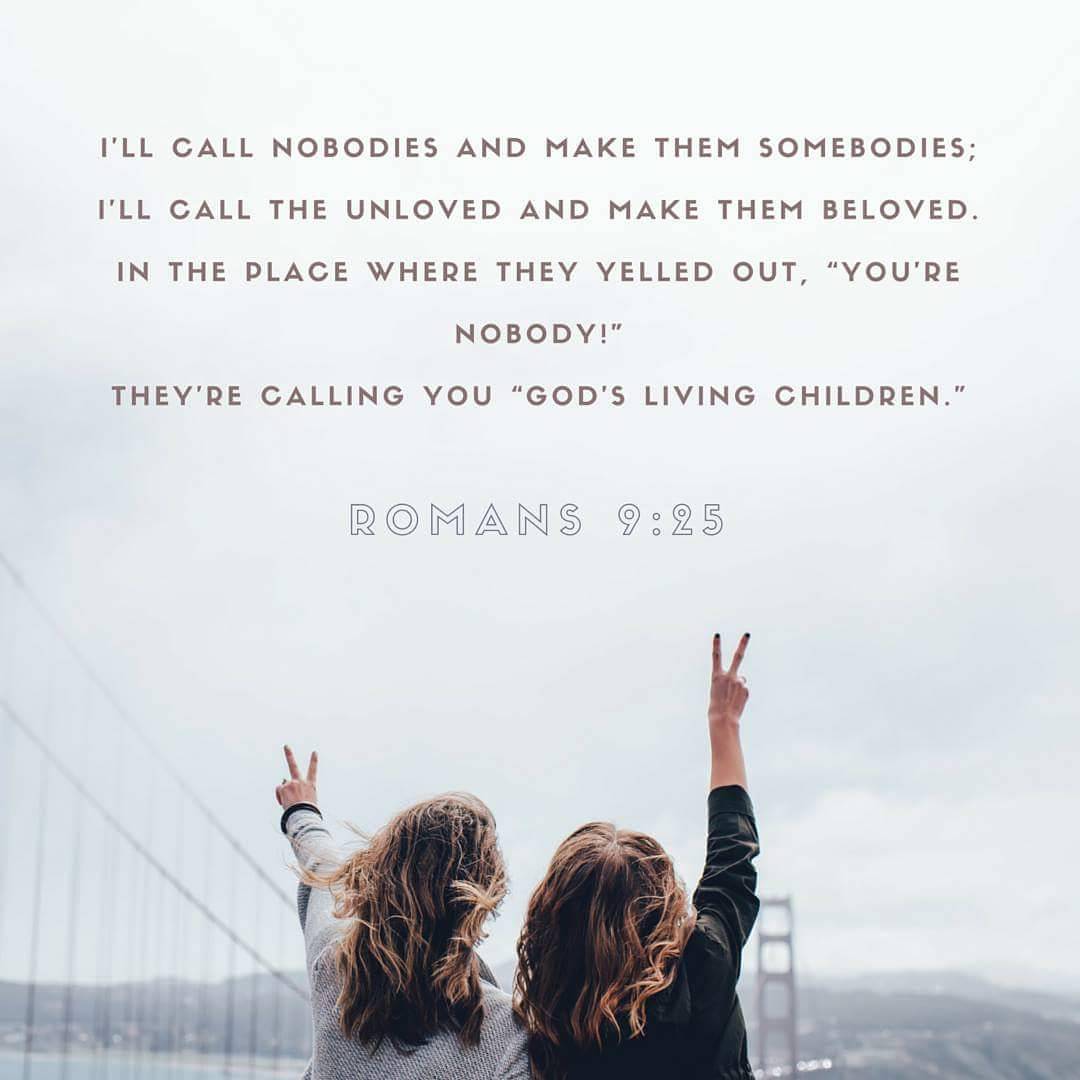 I'LL CALL NOBODIES AND MAKE THEM SOMEBODIES;
I'LL CALL THE UNLOVED AND MAKE THEM BELOVED.
IN THE PLACE WHERE THEY YELLED OUT, “YOU'RE
NOBODY!”
THEY'RE CALLING YOU “GOD'S LIVING CHILDREN.”
ROMANS 9:25